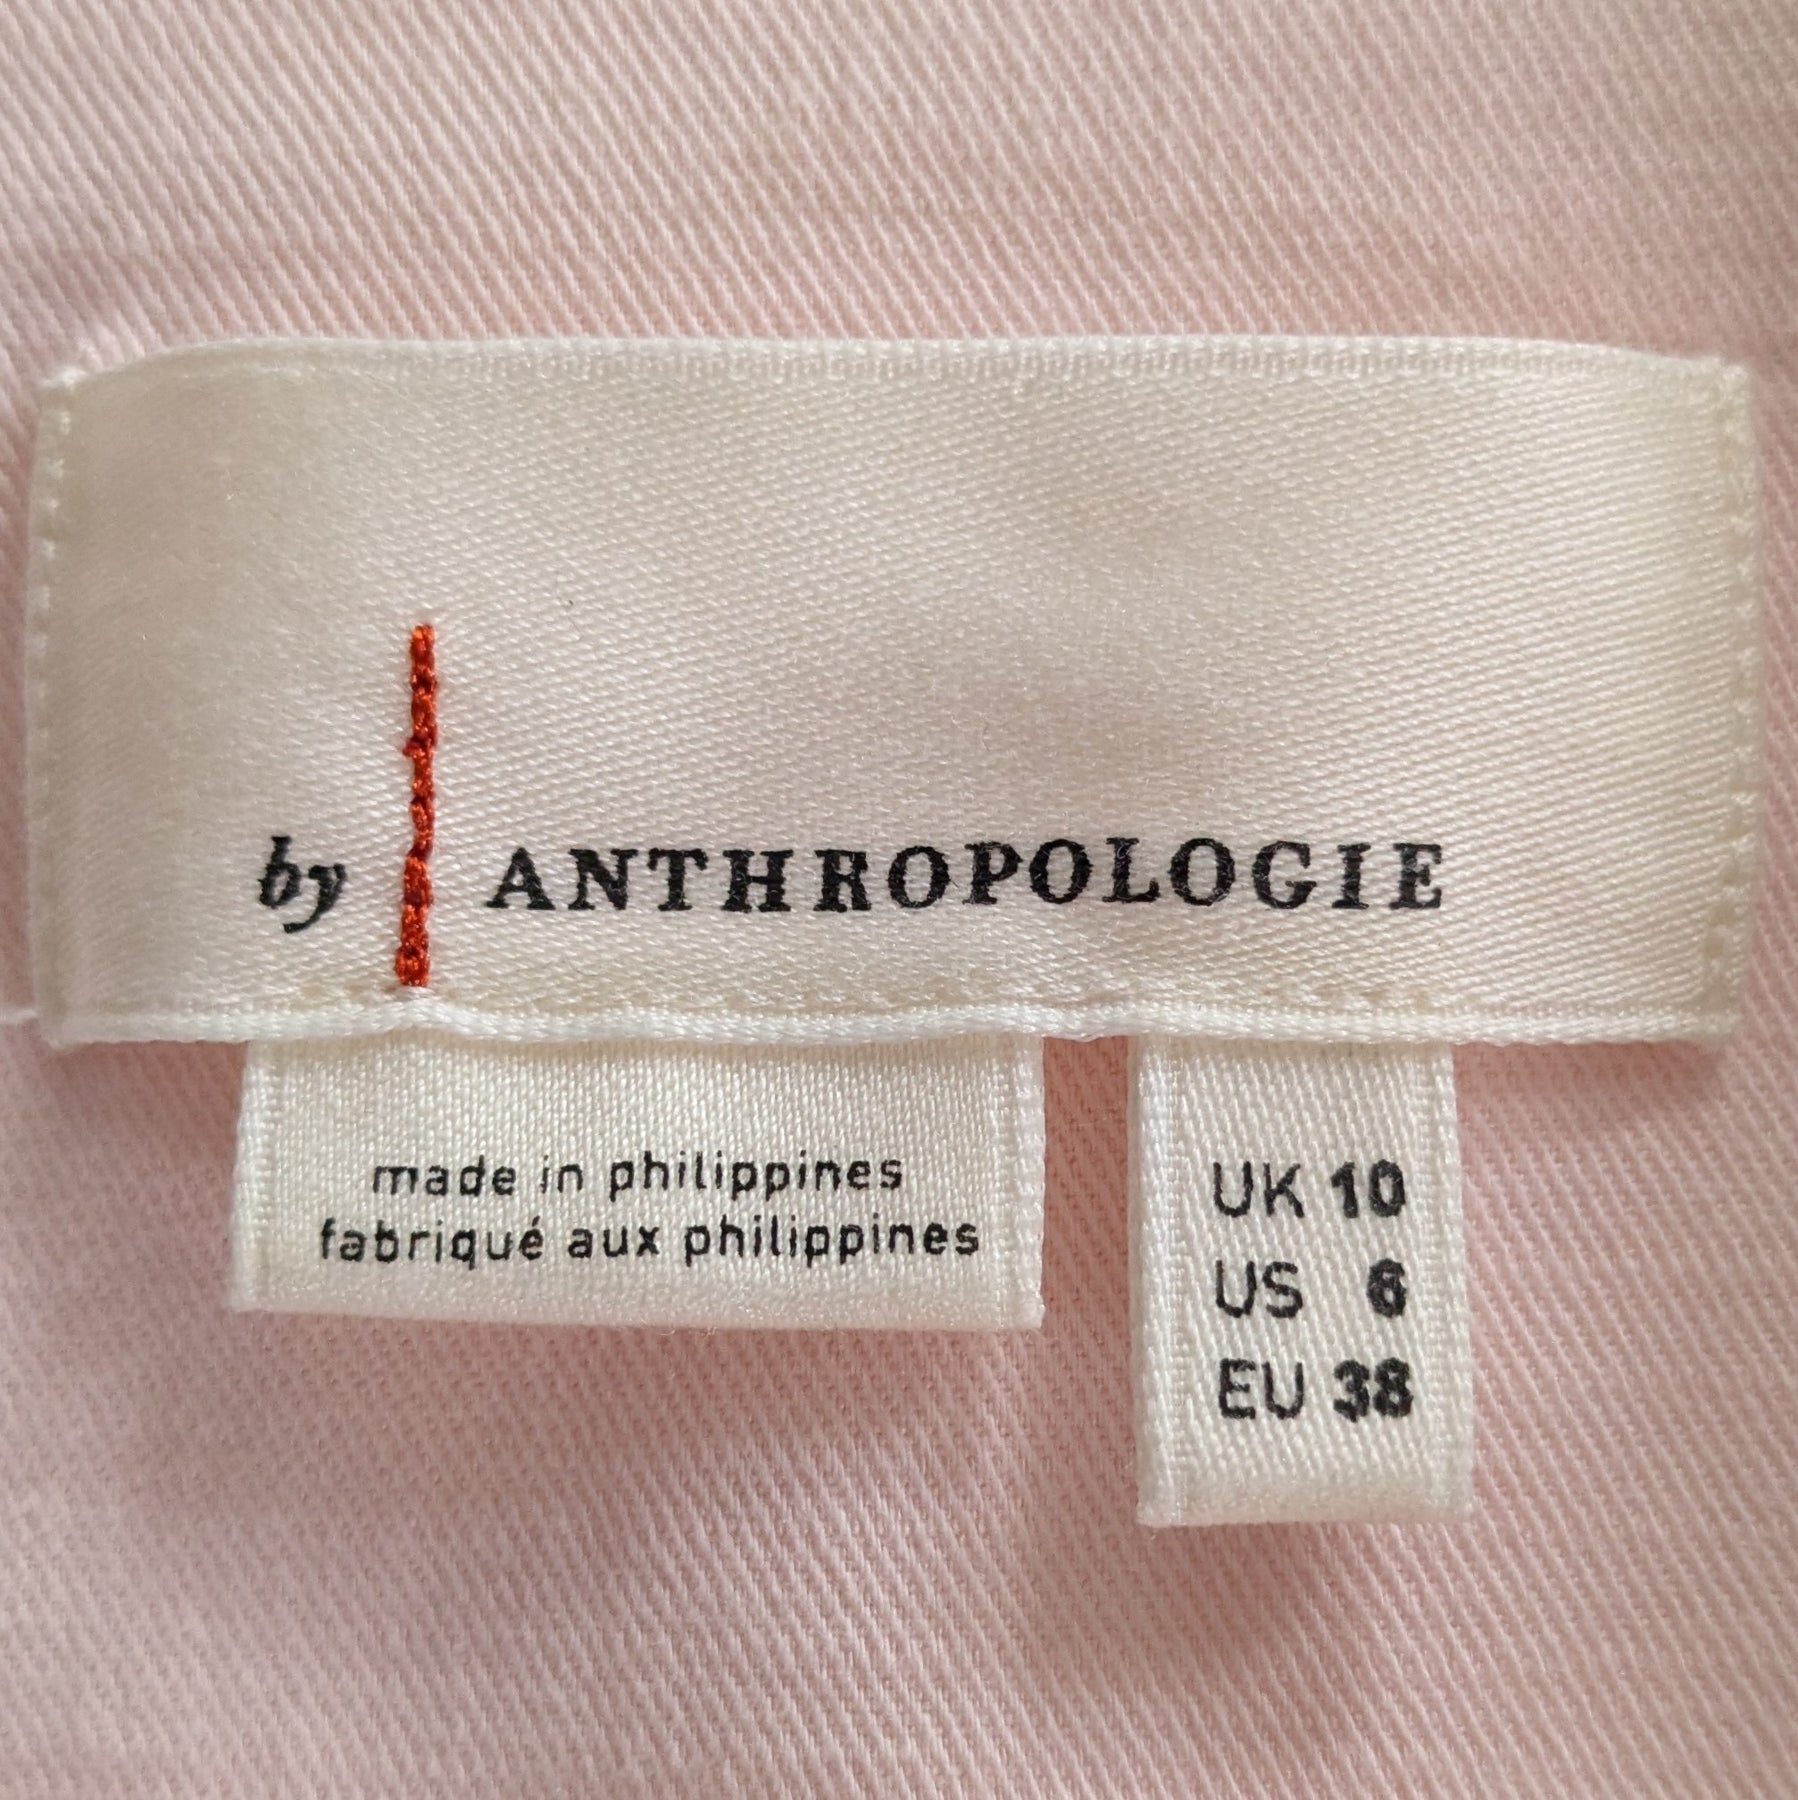 by ANTHROPOLOGIE
made in philippines
fabriqué aux philippines
UK 10
US 6
EU 38